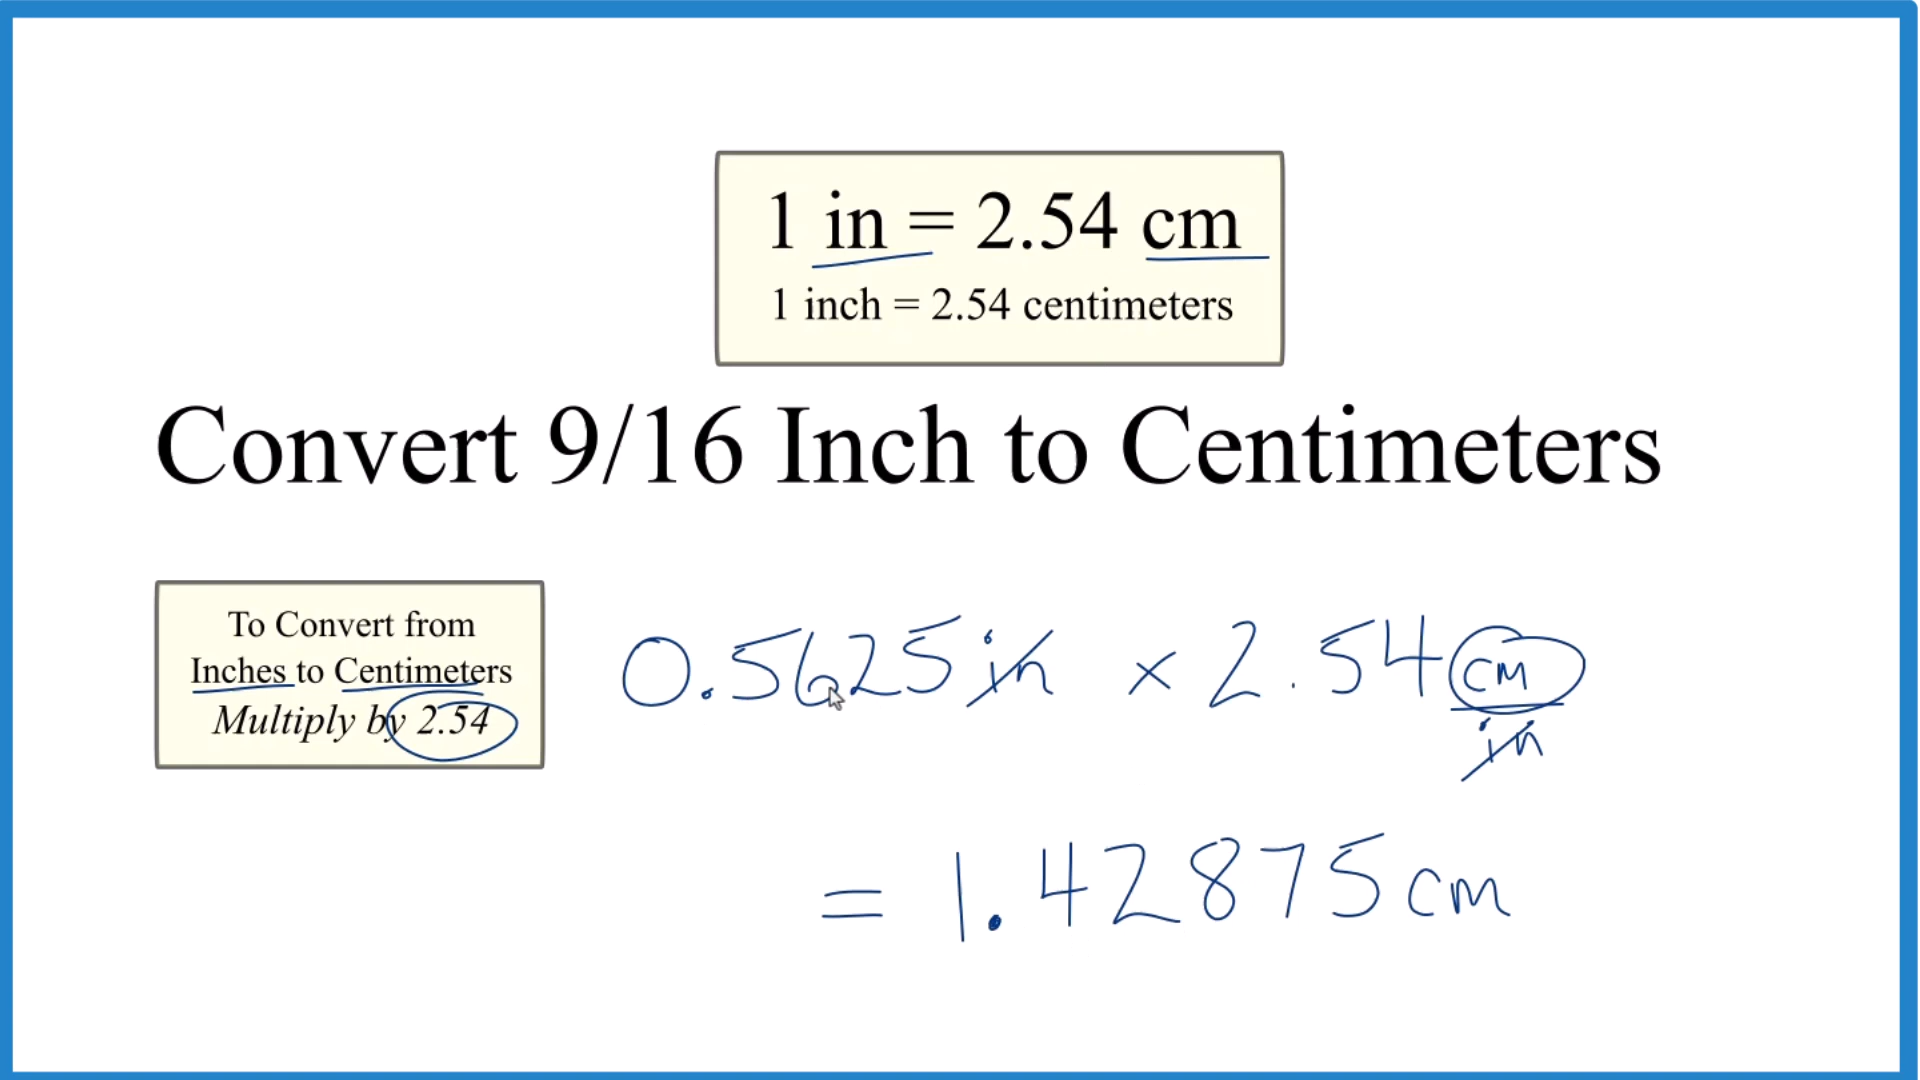 1 in = 2.54 cm
1 inch = 2.54 centimeters
Convert 9/16 Inch to Centimeters
To Convert from
Inches to Centimeters
Multiply by 2.54
0.5625 in × 2.54 cm
in
= 1.42875 cm